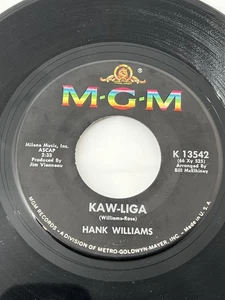 M-G-M
Milene Music, Inc.
ASCAP
2:33
Produced By
Jim Vienneau
K 13542
(66 Xy 525)
Arranged By
Bill McElhiney
KAW-LIGA
(Williams-Rose)
HANK WILLIAMS
MGM RECORDS - A DIVISION OF METRO-GOLDWYN-MAYER, INC. - Made in U.S.A.